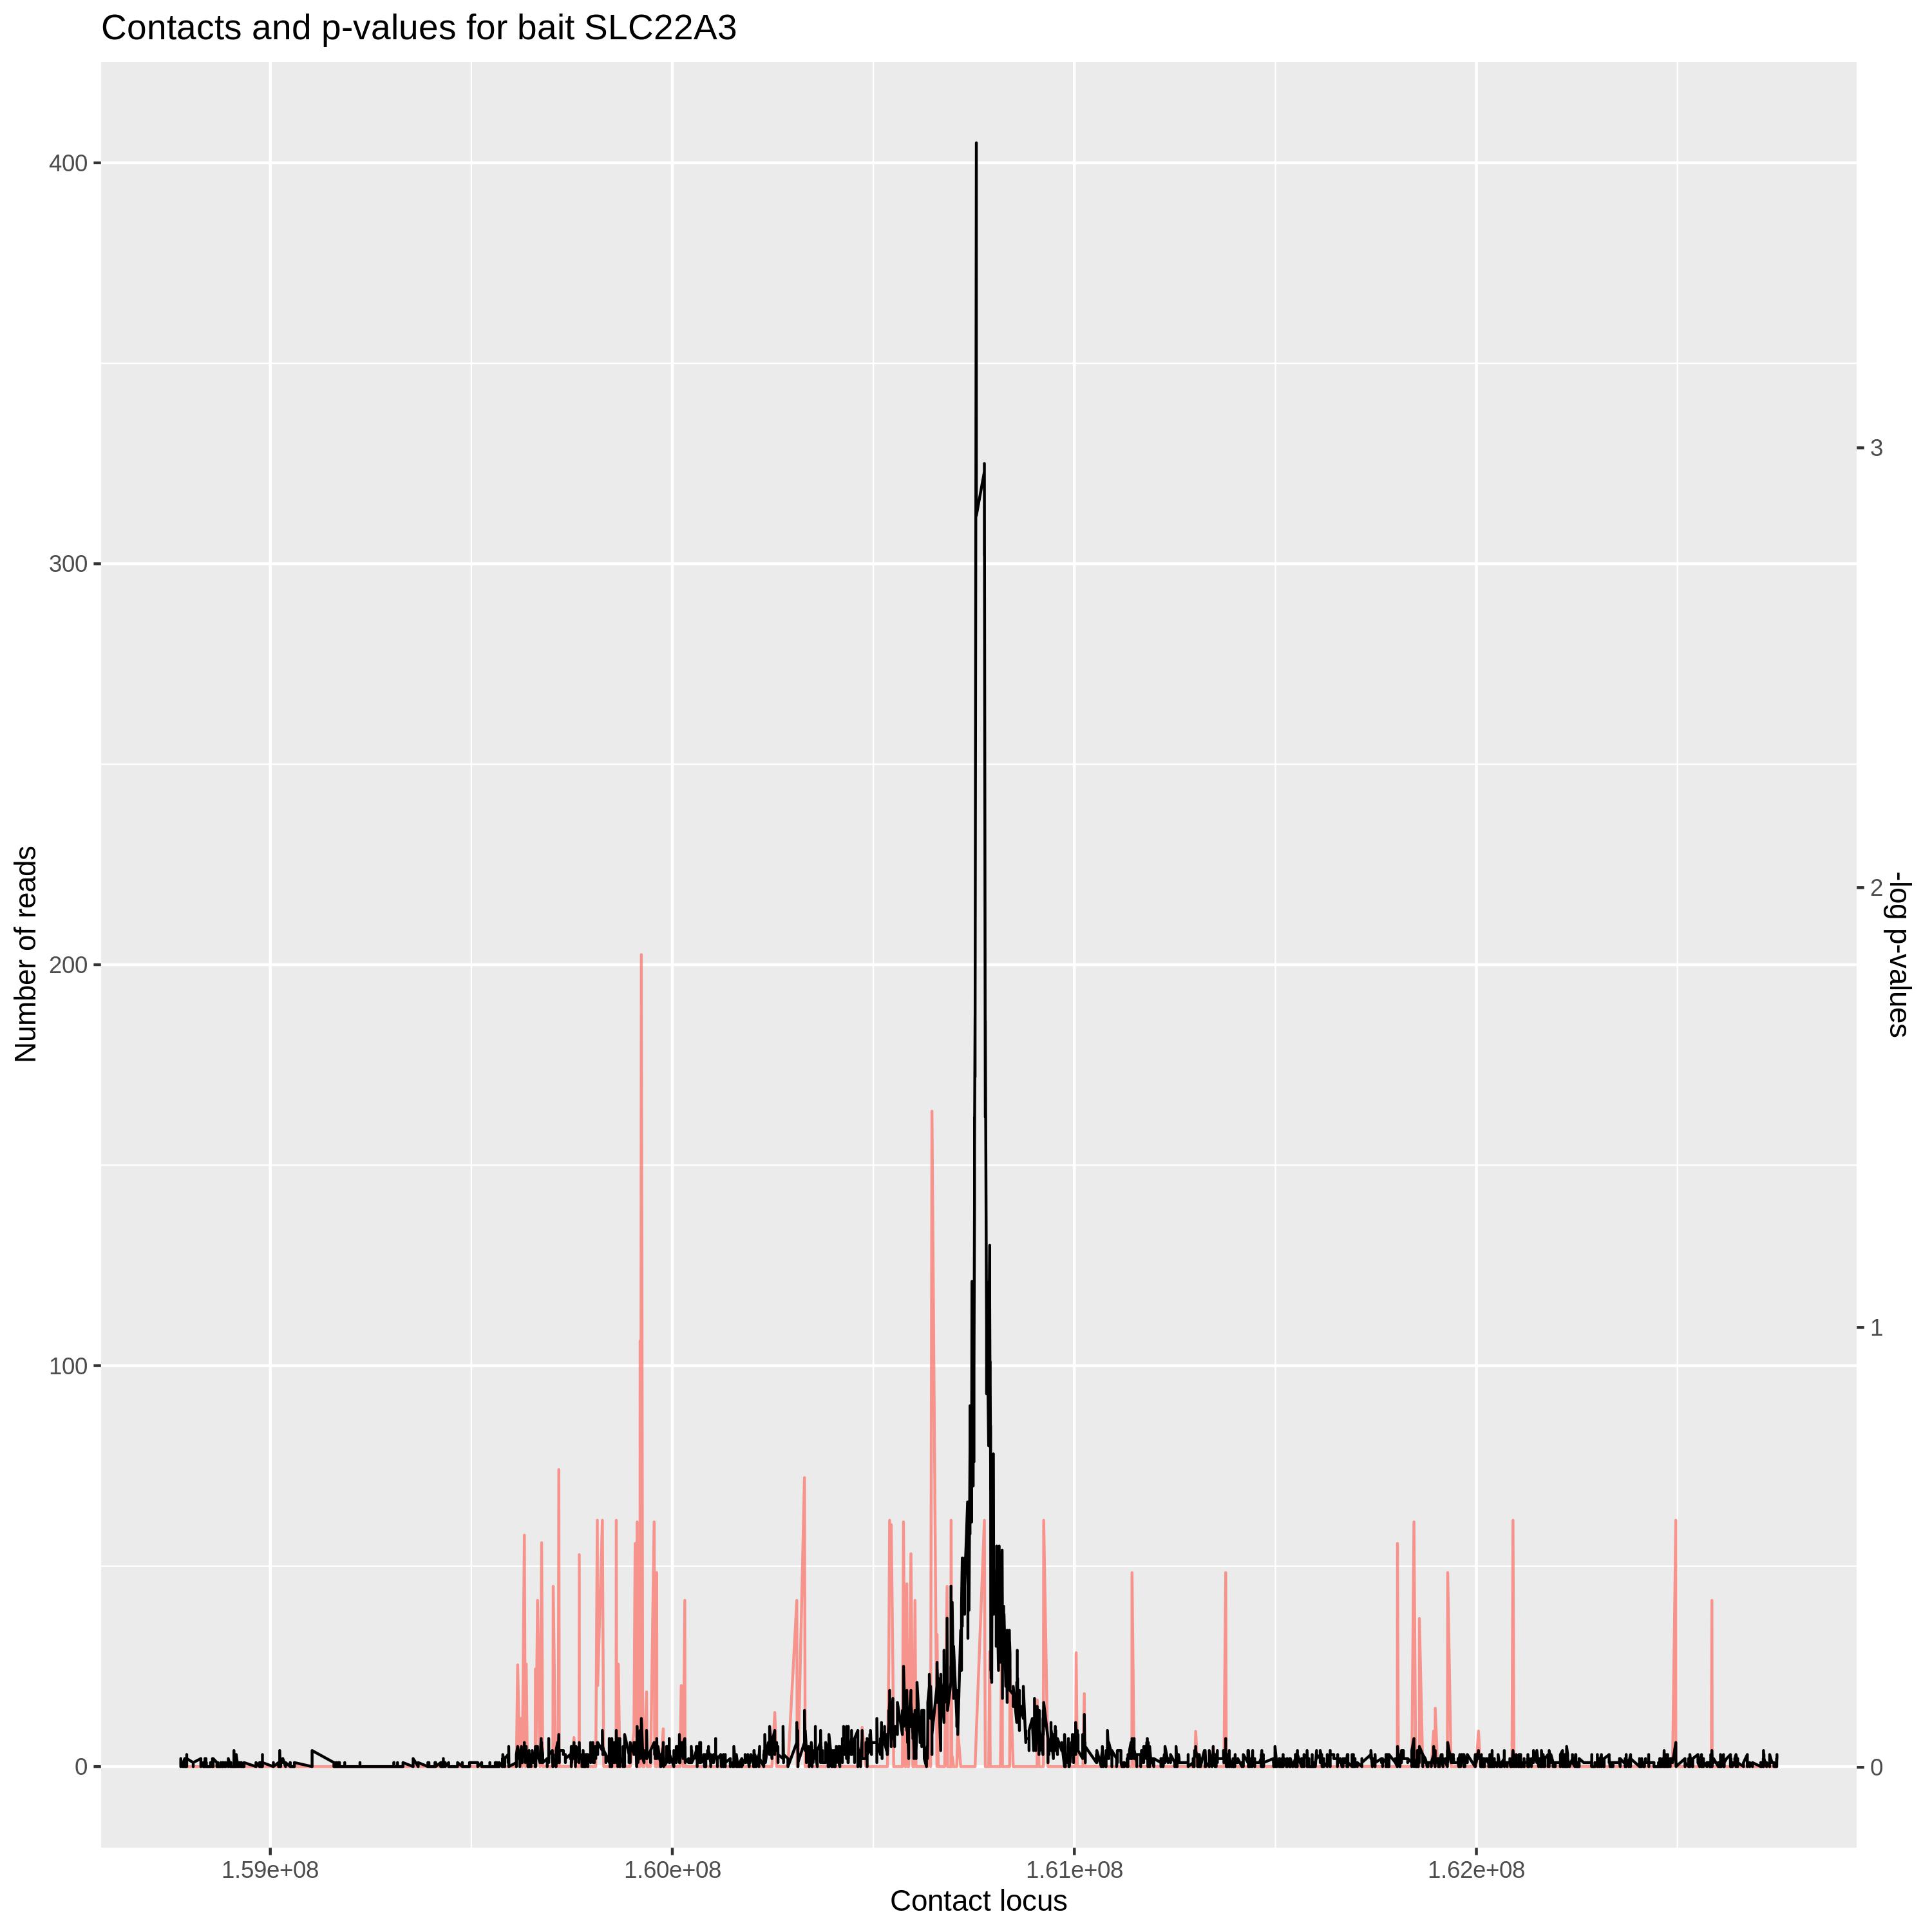 Contacts and p-values for bait SLC22A3
400
300
200
100
0
Number of reads
3
2
1
0
-log p-values
1.59e+08
1.60e+08
1.61e+08
1.62e+08
Contact locus